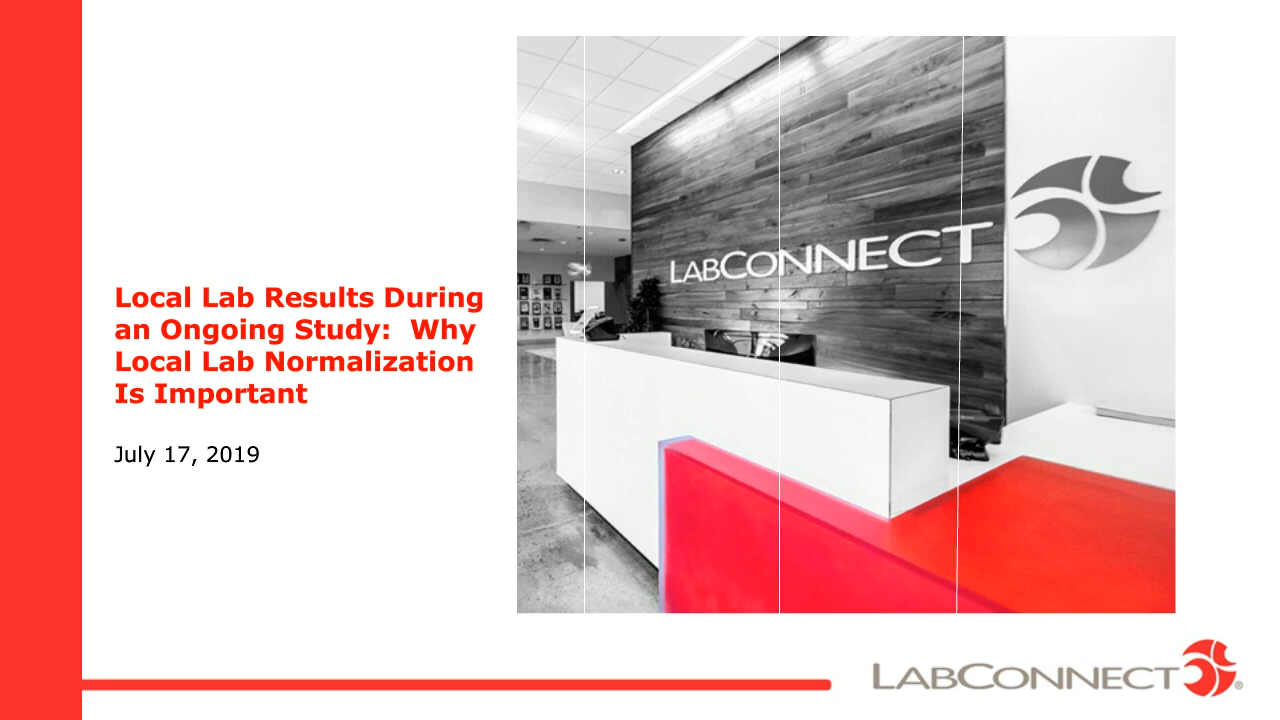 Local Lab Results During
an Ongoing Study:  Why
Local Lab Normalization
Is Important
July 17, 2019
LABCONNECT
LABCONNECT®